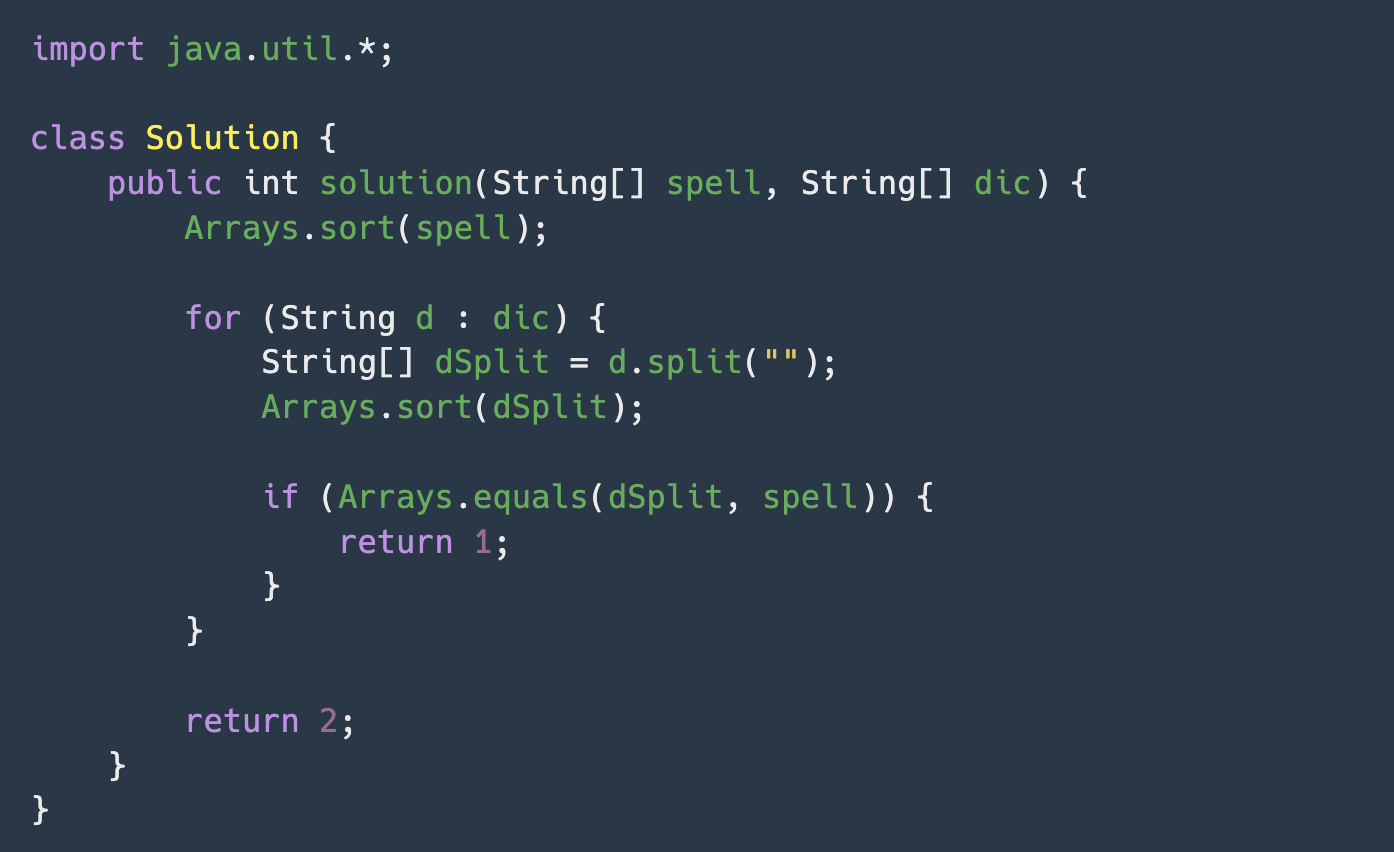 import java.util.*;

class Solution {
    public int solution(String[] spell, String[] dic) {
        Arrays.sort(spell);

        for (String d : dic) {
            String[] dSplit = d.split("");
            Arrays.sort(dSplit);

            if (Arrays.equals(dSplit, spell)) {
                return 1;
            }
        }

        return 2;
    }
}